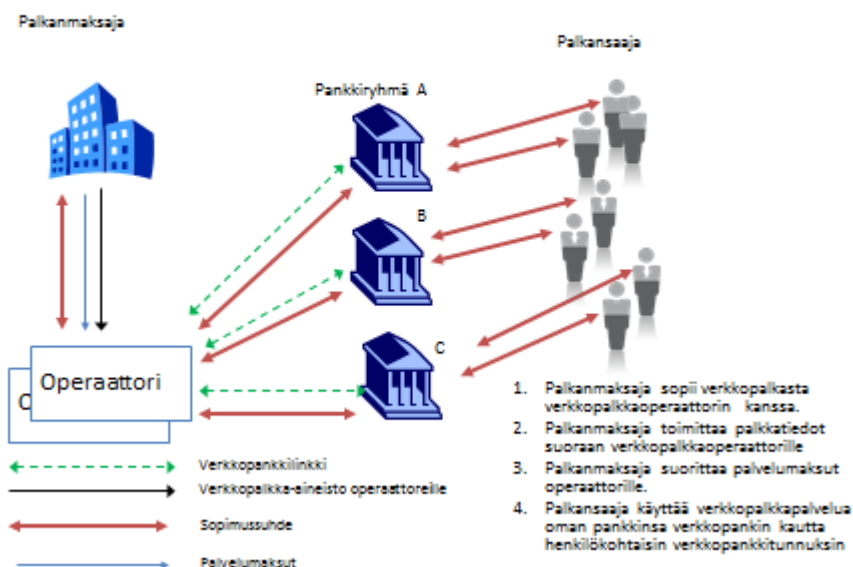 Palkanmaksaja
Palkansaaja
Pankkiryhmä A
B
C
Operaattori
O
Verkkopankkilinkki
Verkkopalkka-aineisto operaattoreille
Sopimussuhde
Palvelumaksut
1. Palkanmaksaja sopii verkkopalkasta
verkkopalkkaoperaattorin kanssa.
2. Palkanmaksaja toimittaa palkkatiedot
suoraan verkkopalkkaoperaattorille
3. Palkanmaksaja suorittaa palvelumaksut
operaattorille.
4. Palkansaaja käyttää verkkopalkkapalvelua
oman pankkinsa verkkopankin kautta
henkilökohtaisin verkkopankkitunnuksin